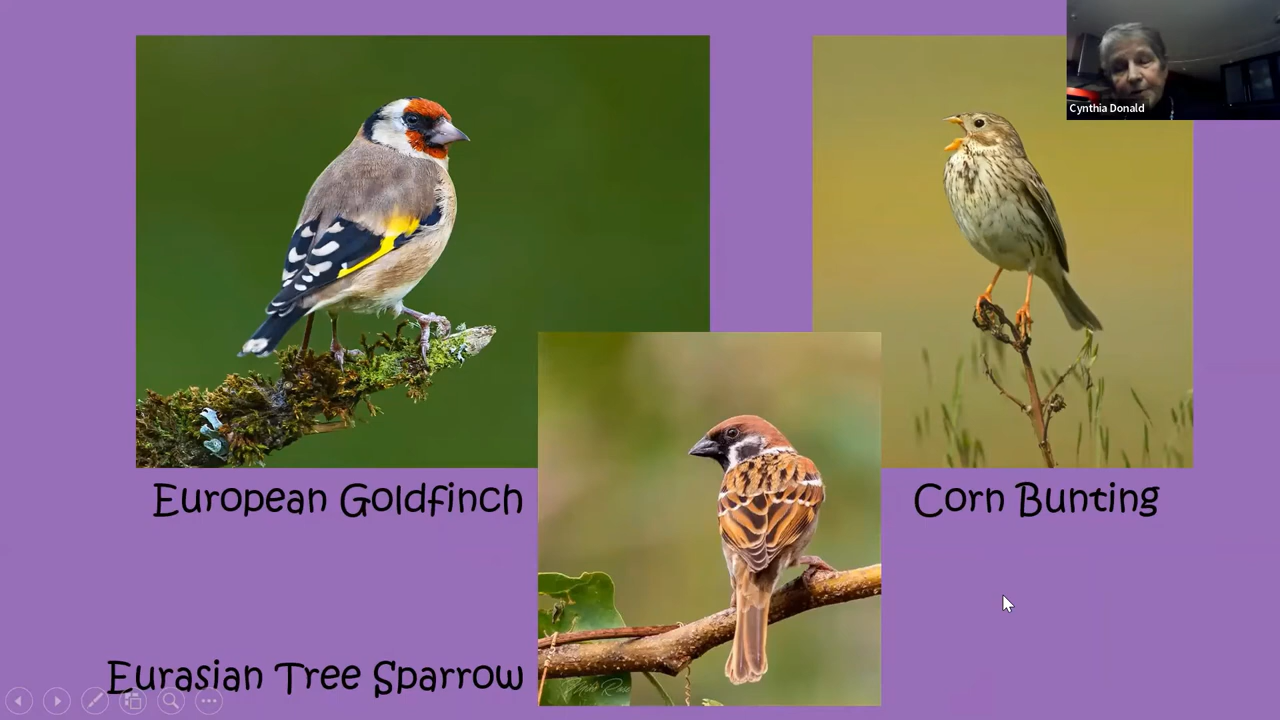 Cynthia Donald
European Goldfinch
Corn Bunting
Eurasian Tree Sparrow